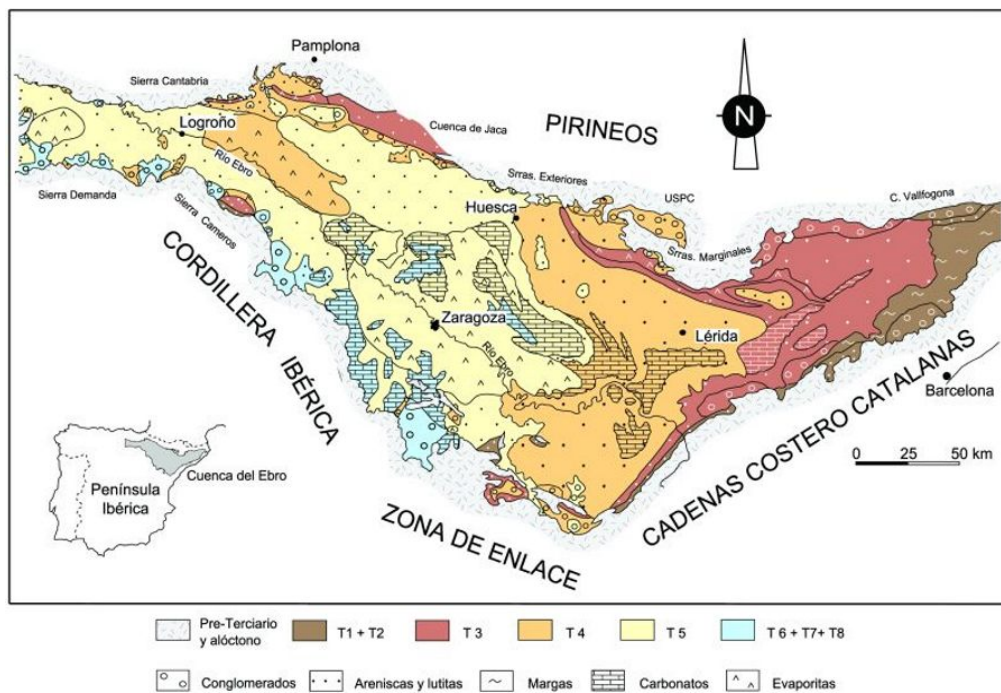 Pamplona
Sierra Cantabria
Logroño
Cuenca de Jaca
PIRINEOS
N
Río Ebro
Srras. Exteriores
USPC
C. Vallfogona
Sierra Demanda
Sierra Cameros
Huesca
Srras. Marginales
CORDILLERA IBÉRICA
Zaragoza
Río Ebro
Lérida
Barcelona
CADENAS COSTERO CATALANAS
0 25 50 km
Cuenca del Ebro
Península
Ibérica
ZONA DE ENLACE
Pre-Terciario
y alóctono
T1 + T2
T 3
T 4
T 5
T 6 + T7+ T8
Conglomerados
Areniscas y lutitas
Margas
Carbonatos
Evaporitas